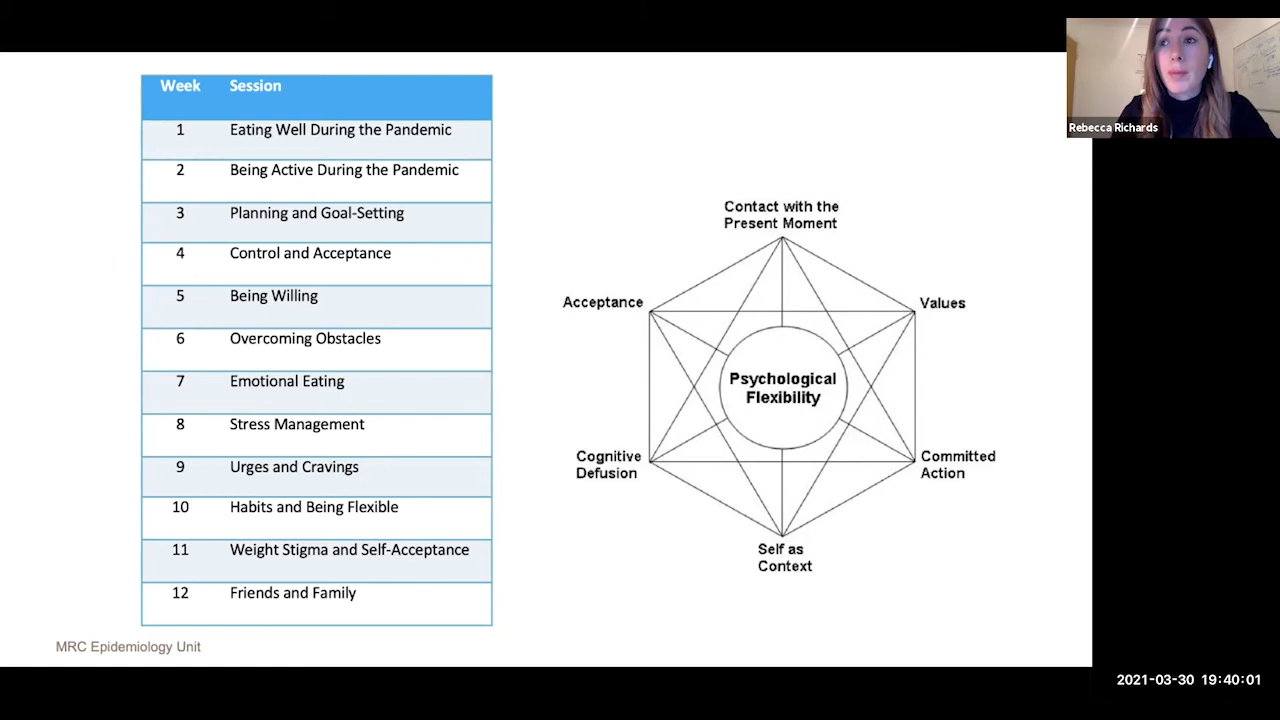 Week Session
1 Eating Well During the Pandemic
2 Being Active During the Pandemic
3 Planning and Goal-Setting
4 Control and Acceptance
5 Being Willing
6 Overcoming Obstacles
7 Emotional Eating
8 Stress Management
9 Urges and Cravings
10 Habits and Being Flexible
11 Weight Stigma and Self-Acceptance
12 Friends and Family
MRC Epidemiology Unit
Contact with the
Present Moment
Acceptance
Values
Psychological
Flexibility
Cognitive
Defusion
Committed
Action
Self as
Context
Rebecca Richards
2021-03-30 19:40:01